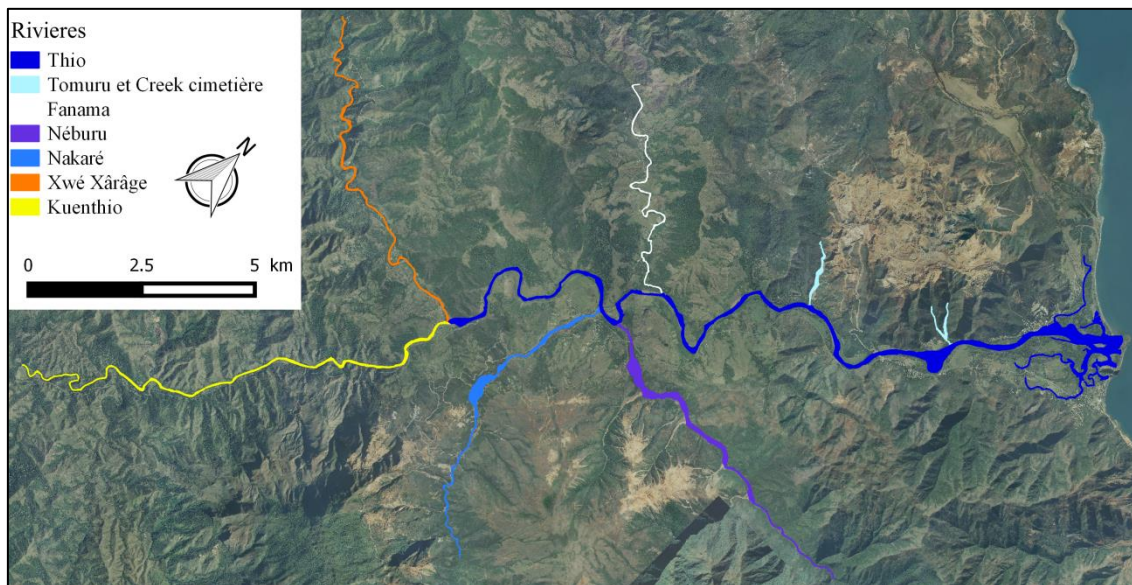 Rivieres
Thio
Tomuru et Creek cimetière
Fanama
Néburu
Nakaré
Xwé Xârâge
Kuenthio
N
0 2.5 5 km